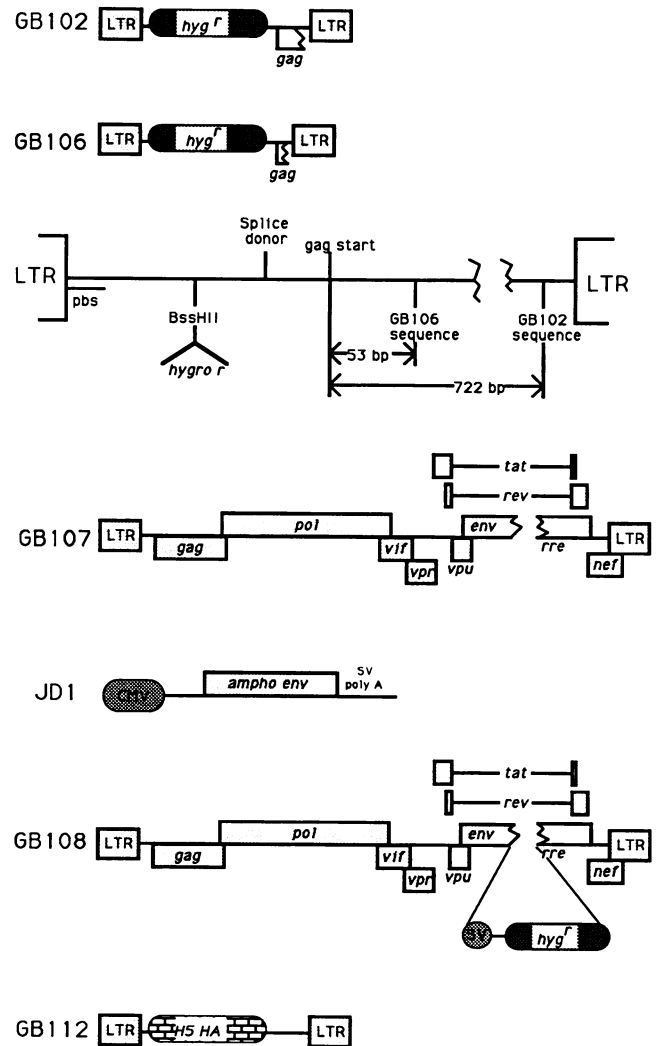 GB102 LTR hyg r LTR
gag
GB106 LTR hyg r LTR
gag
Splice
donor
gag start
LTR LTR
pbs
BssHII
GB106
sequence
GB102
sequence
hygro r
53 bp
722 bp
tat
rev
GB107 LTR pol env LTR
gag vif rre
vpr vpu nef
JD1 CMV ampho env SV
poly A
tat
rev
GB108 LTR pol env LTR
gag vif rre
vpr vpu nef
SV hyg r
GB112 LTR H5 HA LTR